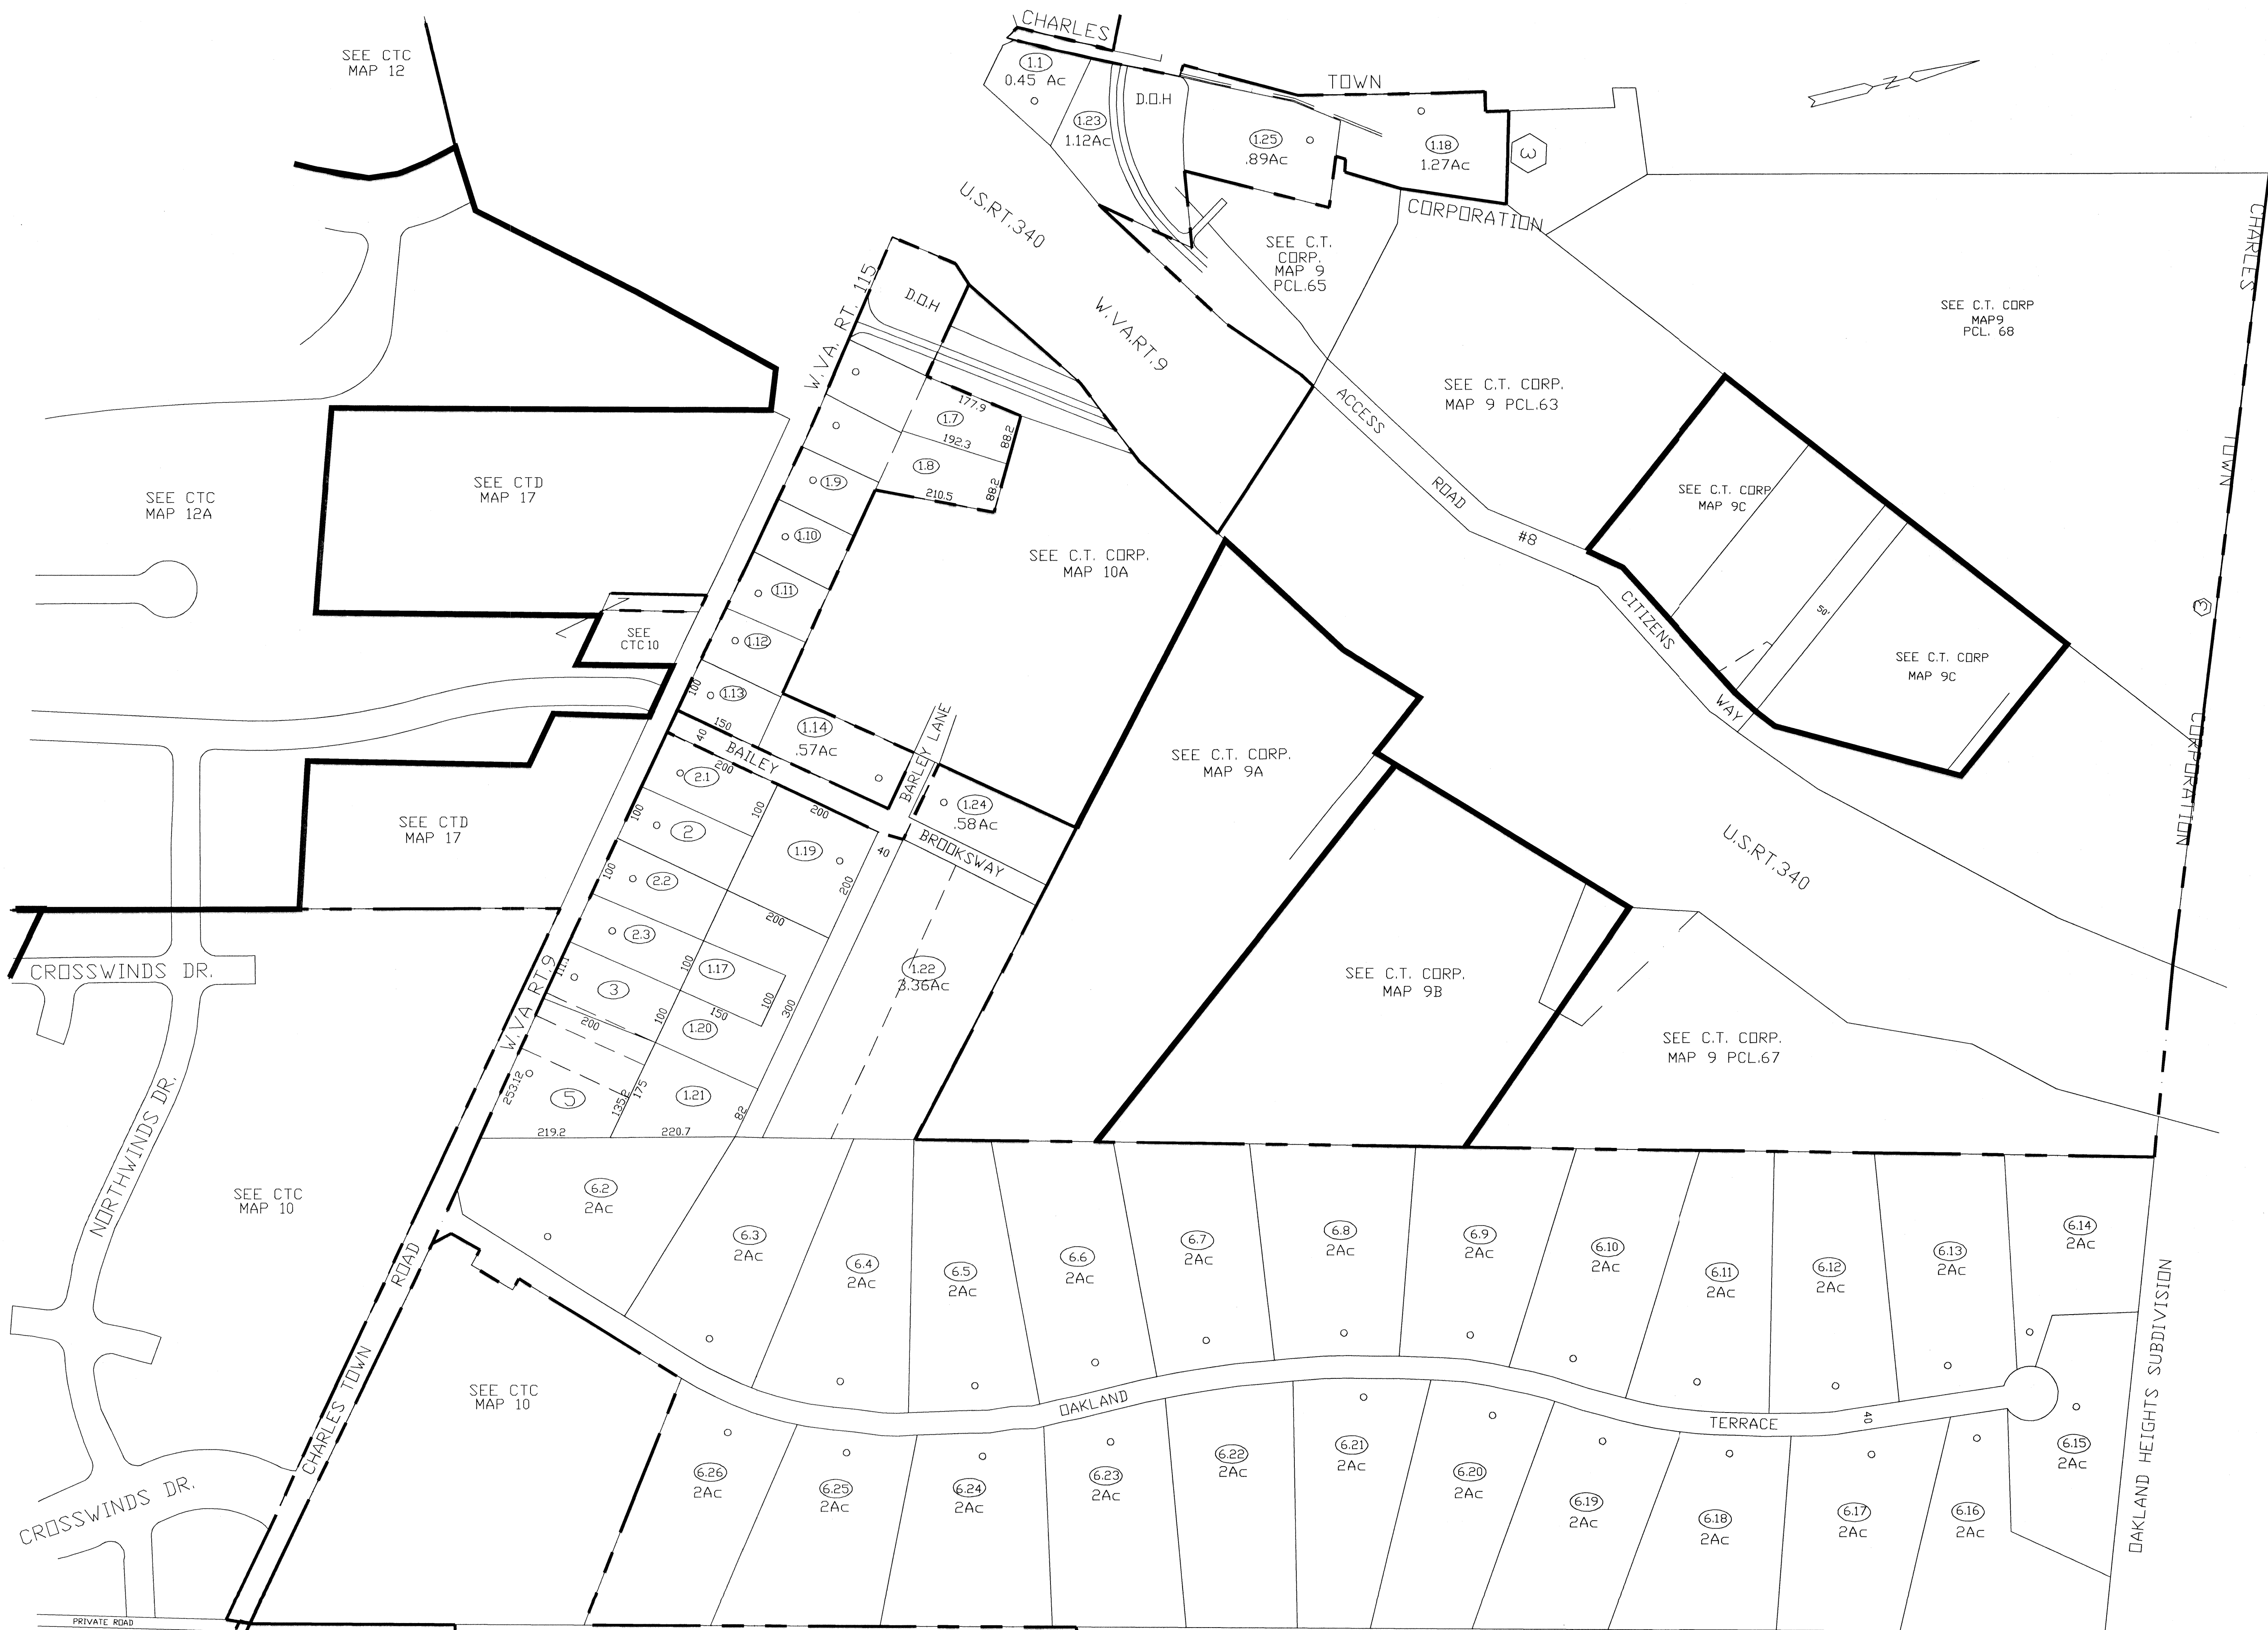 SEE CTC
MAP 12
CHARLES
1.1
0.45 Ac
1.23
1.12Ac
D.O.H
TOWN
1.25
.89Ac
1.18
1.27Ac
3
N
CORPORATION
CHARLES
TOWN
3
CORPORATION
U.S.RT.340
W.VA.RT.9
SEE C.T.
CORP.
MAP 9
PCL.65
SEE C.T. CORP
MAP9
PCL. 68
SEE C.T. CORP.
MAP 9 PCL.63
ACCESS
ROAD
#8
CITIZENS
WAY
SEE C.T. CORP
MAP 9C
50'
SEE C.T. CORP
MAP 9C
U.S.RT.340
W.VA. RT. 115
D.O.H
177.9
1.7
88.2
192.3
1.8
88.2
210.5
1.9
1.10
1.11
1.12
1.13
100
150
40
1.14
.57Ac
BAILEY
BARLEY LANE
1.24
.58Ac
BROOKSWAY
SEE CTC
MAP 12A
SEE CTD
MAP 17
SEE
CTC10
SEE CTD
MAP 17
SEE C.T. CORP.
MAP 10A
SEE C.T. CORP.
MAP 9A
SEE C.T. CORP.
MAP 9B
SEE C.T. CORP.
MAP 9 PCL.67
200
2.1
100
100
200
2
1.19
40
200
100
2.2
200
2.3
1.17
100
100
150
300
111.1
3
200
100
1.20
1.22
3.36Ac
W.VA RT.9
253.12
5
135.2
175
1.21
82
219.2
220.7
CROSSWINDS DR.
NORTHWINDS DR.
SEE CTC
MAP 10
CHARLES TOWN ROAD
CROSSWINDS DR.
PRIVATE ROAD
SEE CTC
MAP 10
6.2
2Ac
6.3
2Ac
6.4
2Ac
6.5
2Ac
6.6
2Ac
6.7
2Ac
6.8
2Ac
6.9
2Ac
6.10
2Ac
6.11
2Ac
6.12
2Ac
6.13
2Ac
6.14
2Ac
OAKLAND
TERRACE
40
6.26
2Ac
6.25
2Ac
6.24
2Ac
6.23
2Ac
6.22
2Ac
6.21
2Ac
6.20
2Ac
6.19
2Ac
6.18
2Ac
6.17
2Ac
6.16
2Ac
6.15
2Ac
OAKLAND HEIGHTS SUBDIVISION